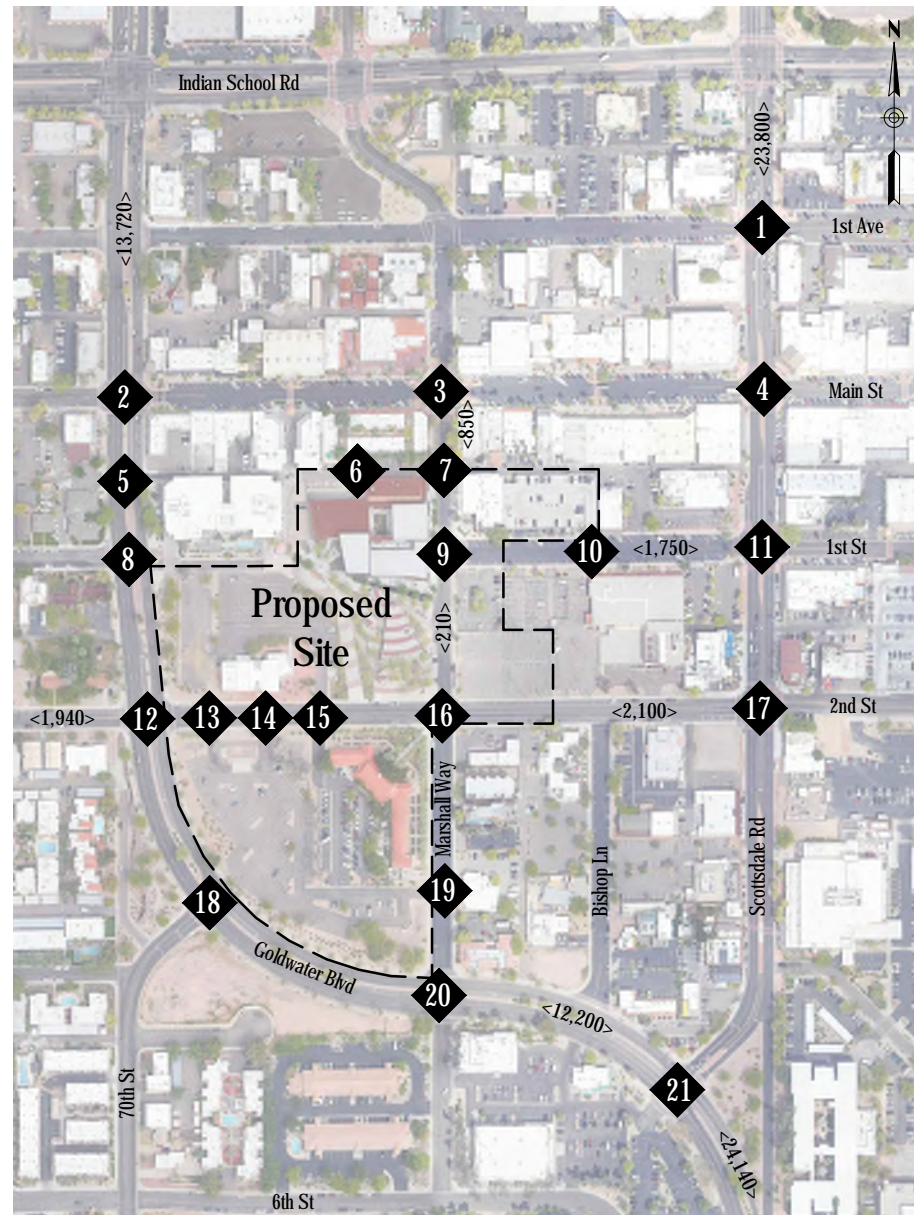 N
Indian School Rd
<23,800>
<13,720>
1
1st Ave
2
3
4
Main St
<850>
5
6
7
8
9
10
<1,750>
11
1st St
Proposed
Site
<210>
<1,940>
12
13
14
15
16
<2,100>
17
2nd St
Marshall Way
Bishop Ln
Scottsdale Rd
18
19
Goldwater Blvd
20
<12,200>
21
70th St
<24,140>
6th St